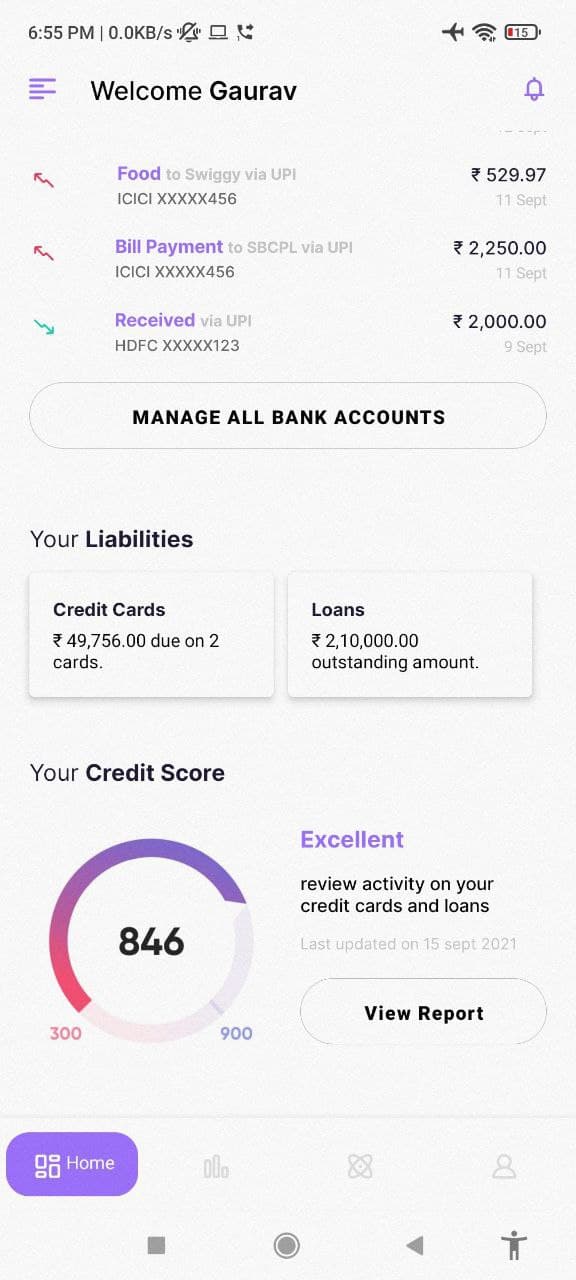 6:55 PM | 0.0KB/s
15
Welcome Gaurav
Food to Swiggy via UPI
₹ 529.97
ICICI XXXXX456
11 Sept
Bill Payment to SBCPL via UPI
₹ 2,250.00
ICICI XXXXX456
11 Sept
Received via UPI
₹ 2,000.00
HDFC XXXXX123
9 Sept
MANAGE ALL BANK ACCOUNTS
Your Liabilities
Credit Cards
₹ 49,756.00 due on 2
cards.
Loans
₹ 2,10,000.00
outstanding amount.
Your Credit Score
846
300
900
Excellent
review activity on your
credit cards and loans
Last updated on 15 sept 2021
View Report
Home